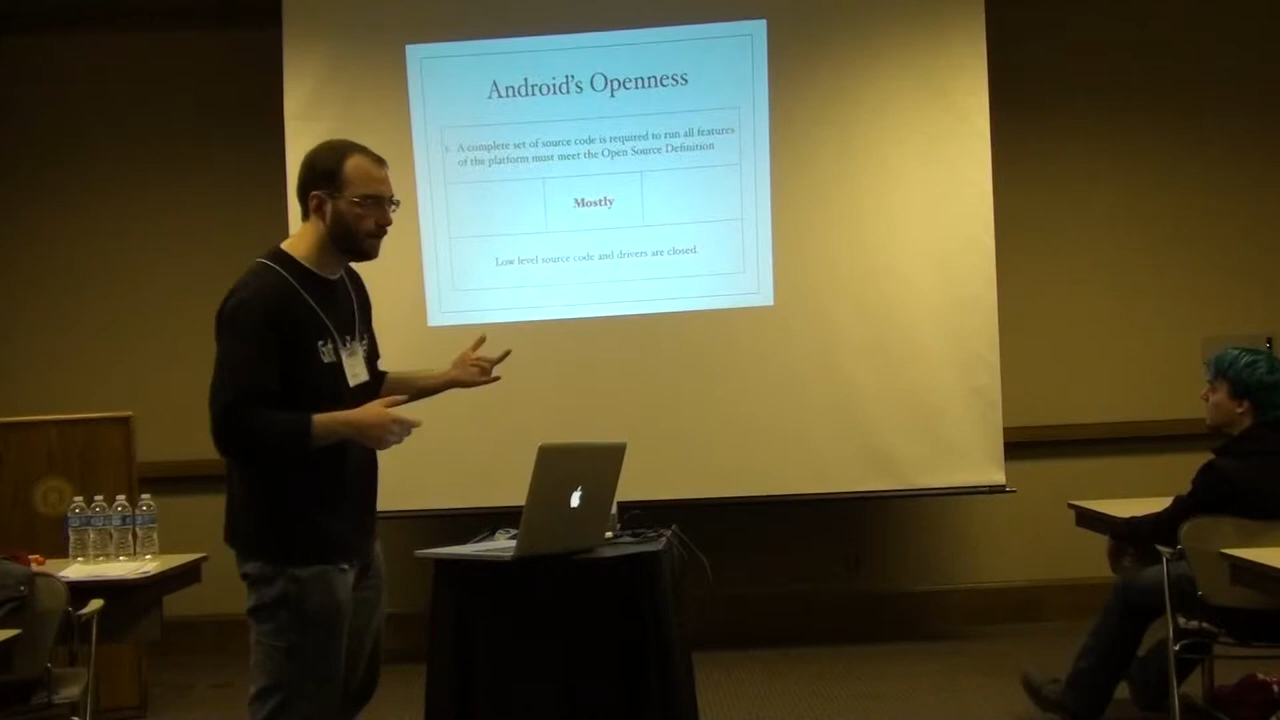 Android's Openness
6. A complete set of source code is required to run all features
of the platform must meet the Open Source Definition
Mostly
Low level source code and drivers are closed.